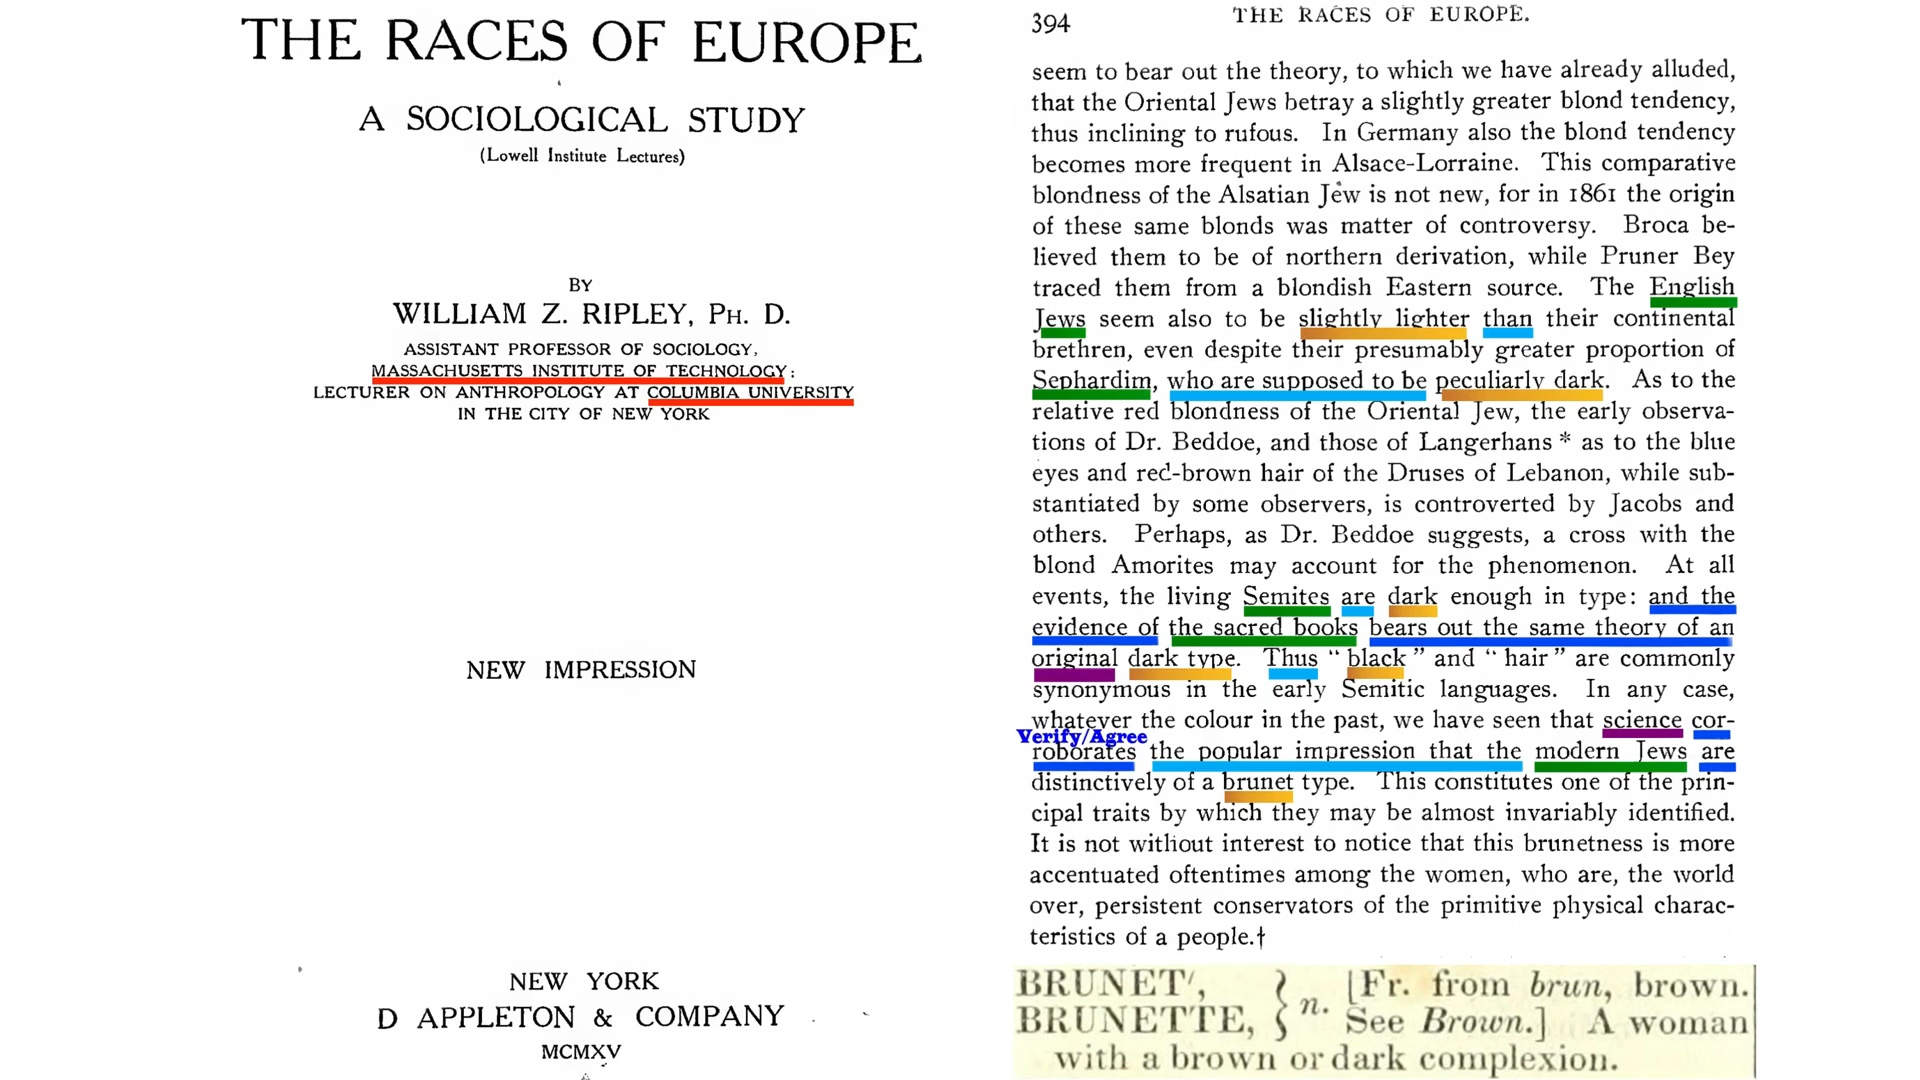 THE RACES OF EUROPE
A SOCIOLOGICAL STUDY
(Lowell Institute Lectures)
BY
WILLIAM Z. RIPLEY, PH. D.
ASSISTANT PROFESSOR OF SOCIOLOGY,
MASSACHUSETTS INSTITUTE OF TECHNOLOGY;
LECTURER ON ANTHROPOLOGY AT COLUMBIA UNIVERSITY
IN THE CITY OF NEW YORK
NEW IMPRESSION
NEW YORK
D APPLETON & COMPANY
MCMXV
394 THE RACES OF EUROPE.
seem to bear out the theory, to which we have already alluded,
that the Oriental Jews betray a slightly greater blond tendency,
thus inclining to rufous. In Germany also the blond tendency
becomes more frequent in Alsace-Lorraine. This comparative
blondness of the Alsatian Jew is not new, for in 1861 the origin
of these same blonds was matter of controversy. Broca be-
lieved them to be of northern derivation, while Pruner Bey
traced them from a blondish Eastern source. The English
Jews seem also to be slightly lighter than their continental
brethren, even despite their presumably greater proportion of
Sephardim, who are supposed to be peculiarly dark. As to the
relative red blondness of the Oriental Jew, the early observa-
tions of Dr. Beddoe, and those of Langerhans * as to the blue
eyes and red-brown hair of the Druses of Lebanon, while sub-
stantiated by some observers, is controverted by Jacobs and
others. Perhaps, as Dr. Beddoe suggests, a cross with the
blond Amorites may account for the phenomenon. At all
events, the living Semites are dark enough in type: and the
evidence of the sacred books bears out the same theory of an
original dark type. Thus “ black ” and “ hair ” are commonly
synonymous in the early Semitic languages. In any case,
whatever the colour in the past, we have seen that science cor-
Verify/Agree
roborates the popular impression that the modern Jews are
distinctively of a brunet type. This constitutes one of the prin-
cipal traits by which they may be almost invariably identified.
It is not without interest to notice that this brunetness is more
accentuated oftentimes among the women, who are, the world
over, persistent conservators of the primitive physical charac-
teristics of a people.†
BRUNET', } n. [Fr. from brun, brown.
BRUNETTE, } See Brown.] A woman
with a brown or dark complexion.